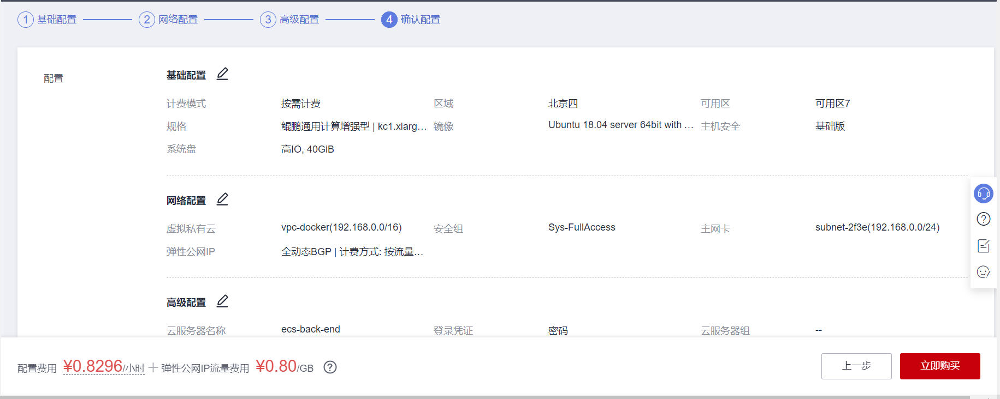 1 基础配置 2 网络配置 3 高级配置 4 确认配置
配置
基础配置
计费模式 按需计费 区域 北京四 可用区 可用区7
规格 鲲鹏通用计算增强型 | kc1.xlarg... 镜像 Ubuntu 18.04 server 64bit with ... 主机安全 基础版
系统盘 高IO, 40GiB
网络配置
虚拟私有云 vpc-docker(192.168.0.0/16) 安全组 Sys-FullAccess 主网卡 subnet-2f3e(192.168.0.0/24)
弹性公网IP 全动态BGP | 计费方式: 按流量...
高级配置
云服务器名称 ecs-back-end 登录凭证 密码 云服务器组 --
配置费用 ¥0.8296/小时 + 弹性公网IP流量费用 ¥0.80/GB ? 上一步 立即购买